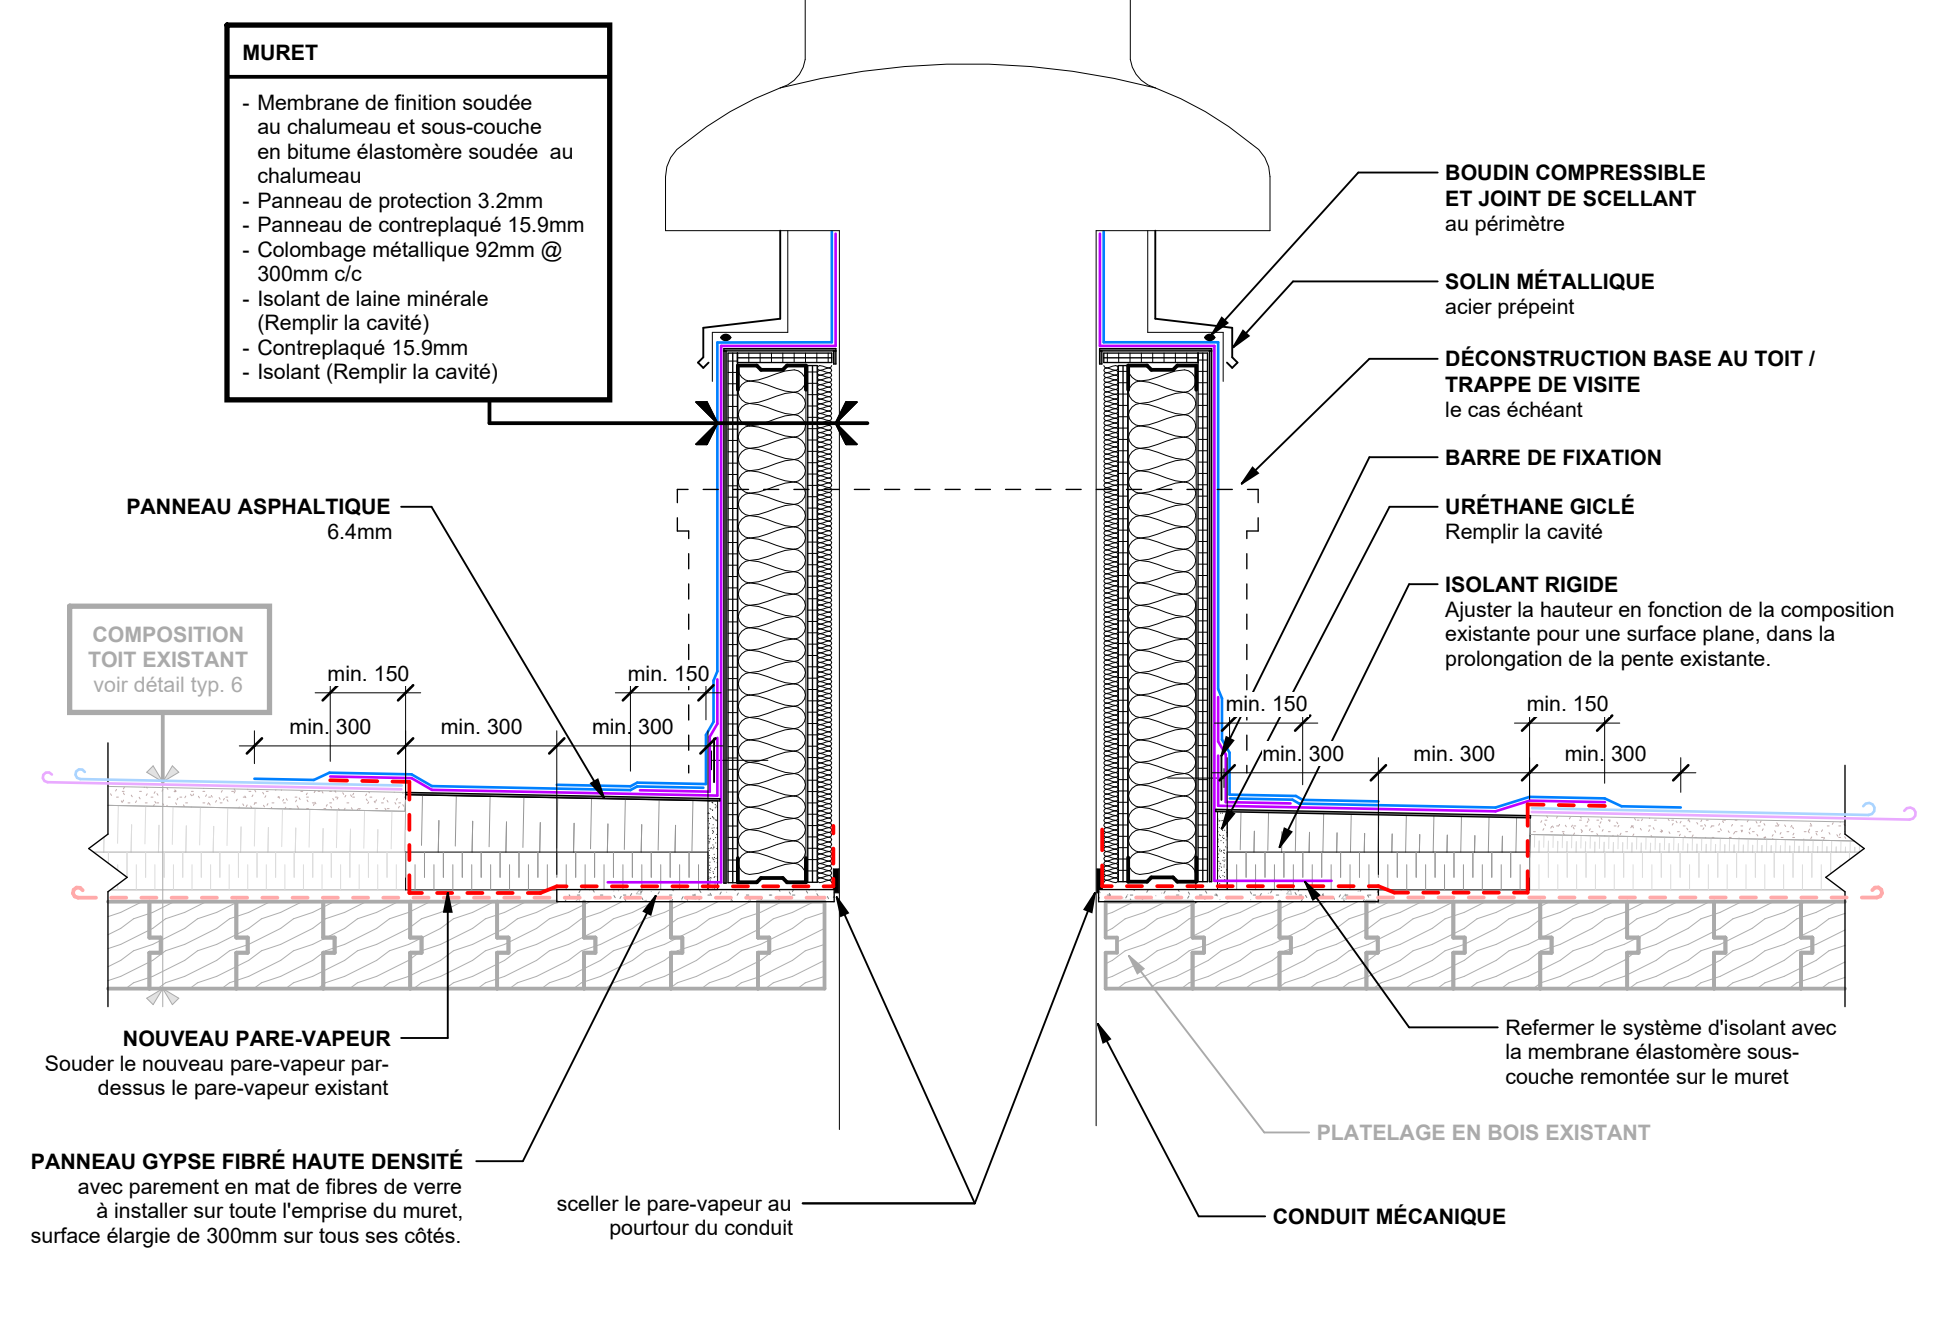 MURET
- Membrane de finition soudée
au chalumeau et sous-couche
en bitume élastomère soudée au
chalumeau
- Panneau de protection 3.2mm
- Panneau de contreplaqué 15.9mm
- Colombage métallique 92mm @
300mm c/c
- Isolant de laine minérale
(Remplir la cavité)
- Contreplaqué 15.9mm
- Isolant (Remplir la cavité)
BOUDIN COMPRESSIBLE
ET JOINT DE SCELLANT
au périmètre
SOLIN MÉTALLIQUE
acier prépeint
DÉCONSTRUCTION BASE AU TOIT /
TRAPPE DE VISITE
le cas échéant
BARRE DE FIXATION
URÉTHANE GICLÉ
Remplir la cavité
ISOLANT RIGIDE
Ajuster la hauteur en fonction de la composition
existante pour une surface plane, dans la
prolongation de la pente existante.
PANNEAU ASPHALTIQUE
6.4mm
COMPOSITION
TOIT EXISTANT
voir détail typ. 6
min. 150
min. 150
min. 300
min. 300
min. 300
min. 150
min. 150
min. 300
min. 300
min. 300
NOUVEAU PARE-VAPEUR
Souder le nouveau pare-vapeur par-
dessus le pare-vapeur existant
PANNEAU GYPSE FIBRÉ HAUTE DENSITÉ
avec parement en mat de fibres de verre
à installer sur toute l'emprise du muret,
surface élargie de 300mm sur tous ses côtés.
sceller le pare-vapeur au
pourtour du conduit
Refermer le système d'isolant avec
la membrane élastomère sous-
couche remontée sur le muret
PLATELAGE EN BOIS EXISTANT
CONDUIT MÉCANIQUE